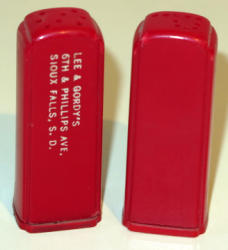 LEE & GORDY'S
6TH & PHILLIPS AVE.
SIOUX FALLS, S. D.